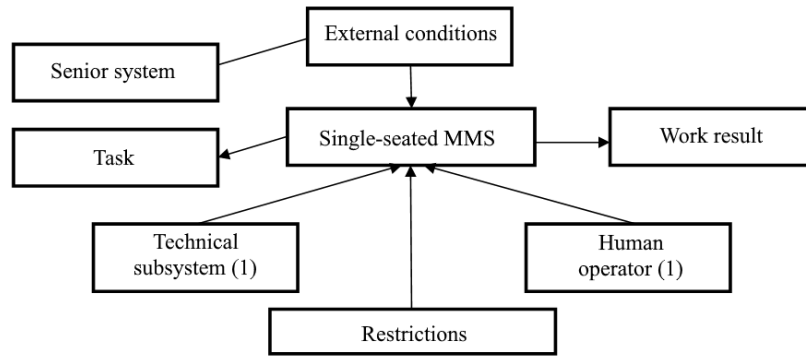 External conditions
Senior system
Single-seated MMS
Work result
Task
Technical
subsystem (1)
Human
operator (1)
Restrictions